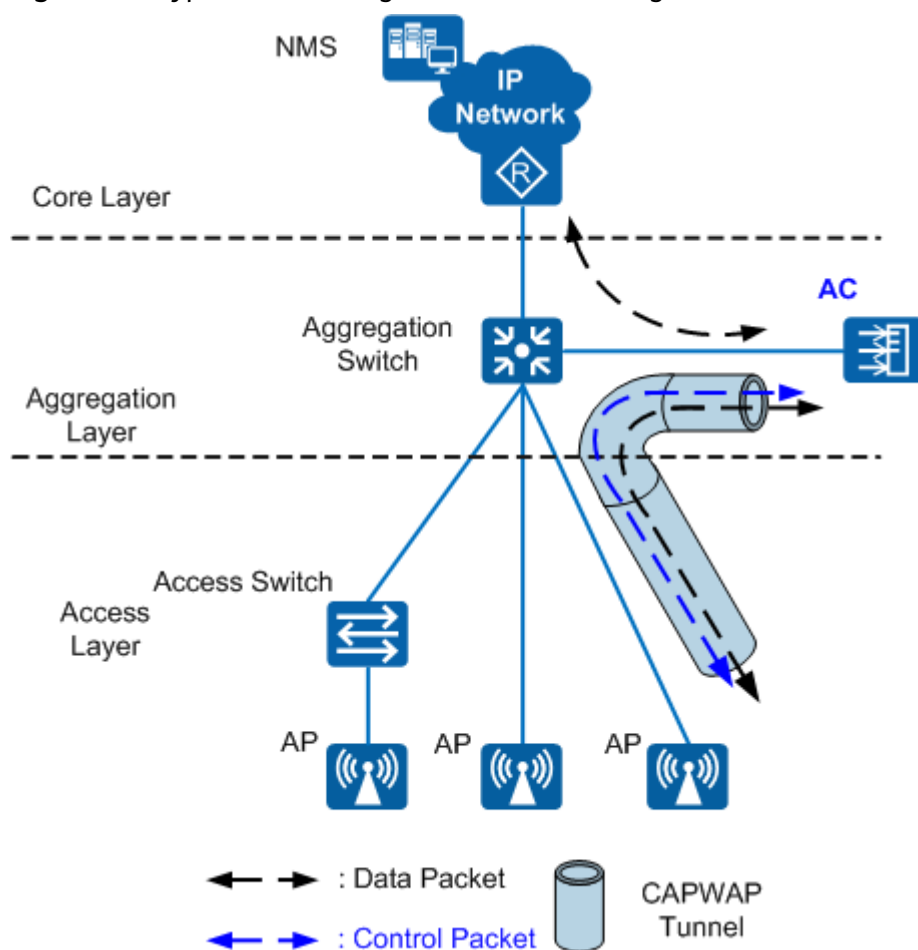 NMS
IP
Network
R
Core Layer
AC
Aggregation
Switch
Aggregation
Layer
Access Switch
Access
Layer
AP
AP
AP
: Data Packet
: Control Packet
CAPWAP
Tunnel